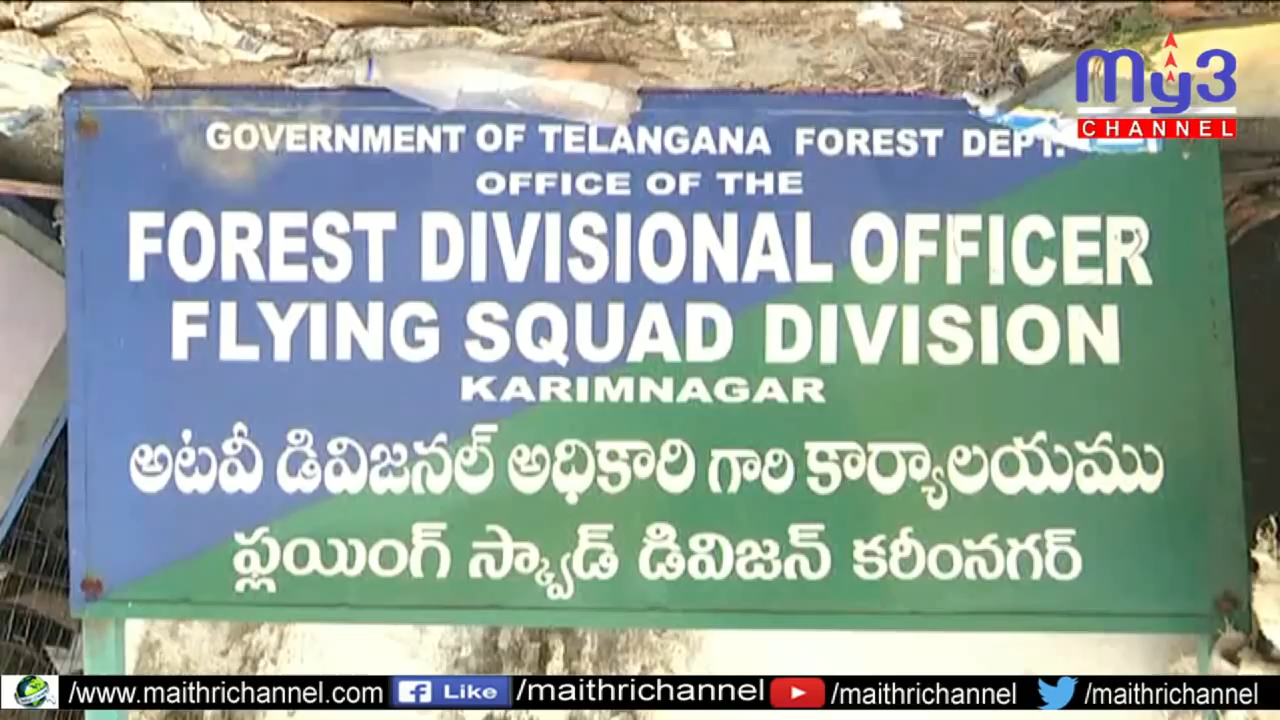 My3
CHANNEL
GOVERNMENT OF TELANGANA FOREST DEPT.
OFFICE OF THE
FOREST DIVISIONAL OFFICER
FLYING SQUAD DIVISION
KARIMNAGAR
అటవీ డివిజనల్ అధికారి గారి కార్యాలయము
ఫ్లయింగ్ స్క్వాడ్ డివిజన్ కరీంనగర్
/www.maithrichannel.com f Like /maithrichannel /maithrichannel /maithrichannel